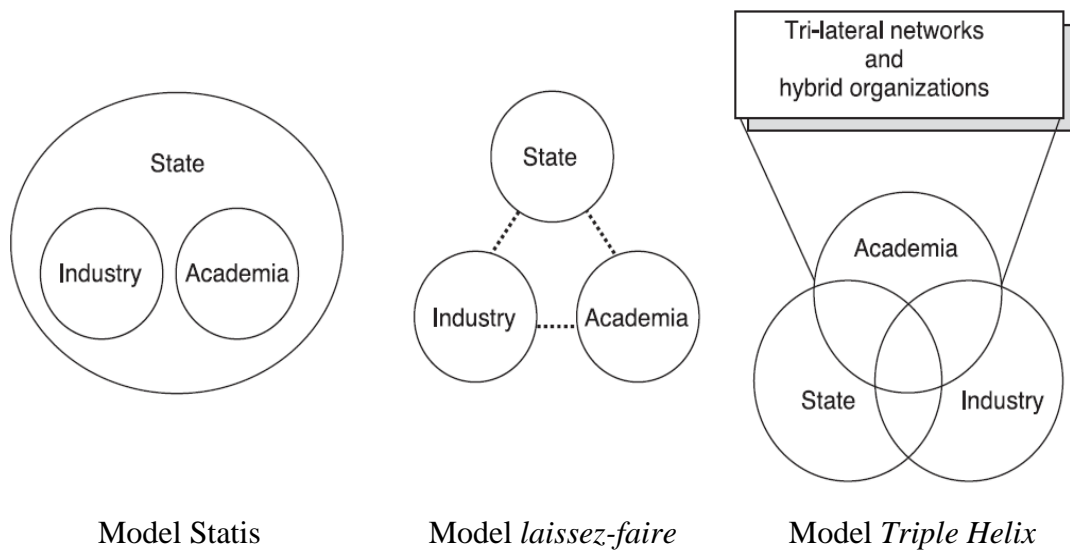 State
Industry
Academia
Model Statis
State
Industry
Academia
Model laissez-faire
Tri-lateral networks
and
hybrid organizations
Academia
State
Industry
Model Triple Helix